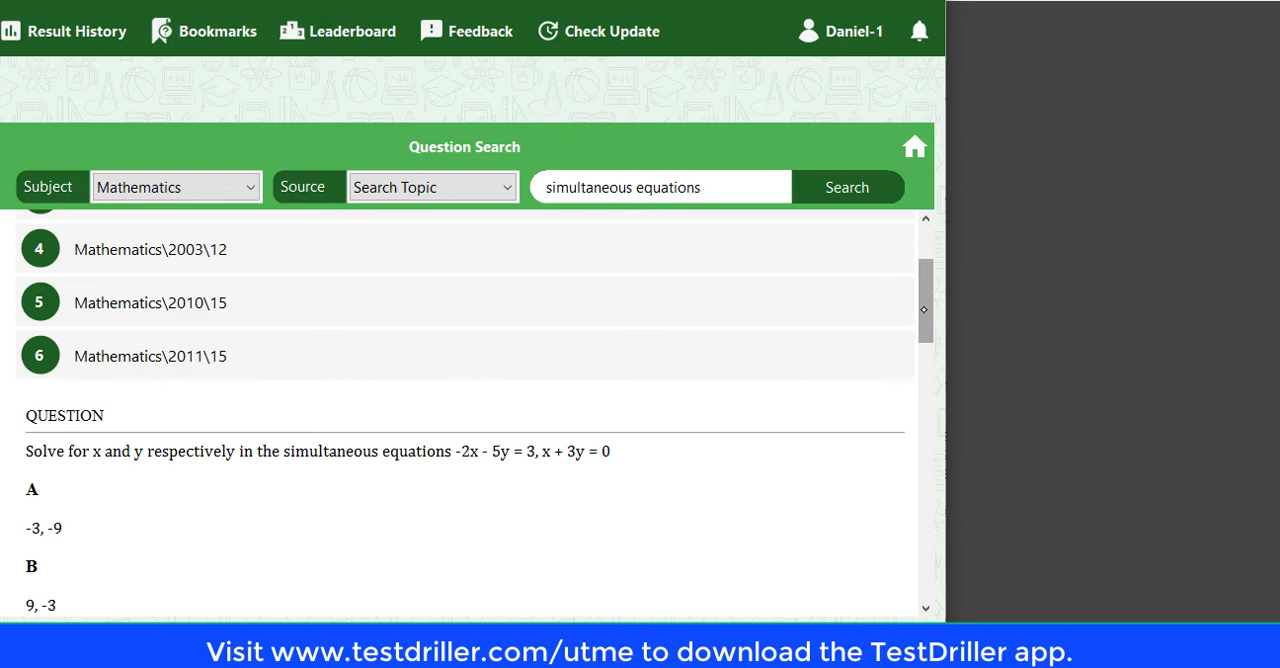 Result History Bookmarks Leaderboard Feedback Check Update Daniel-1
Question Search
Subject Mathematics Source Search Topic simultaneous equations Search
4 Mathematics\2003\12
5 Mathematics\2010\15
6 Mathematics\2011\15
QUESTION
Solve for x and y respectively in the simultaneous equations -2x - 5y = 3, x + 3y = 0
A
-3, -9
B
9, -3
Visit www.testdriller.com/utme to download the TestDriller app.